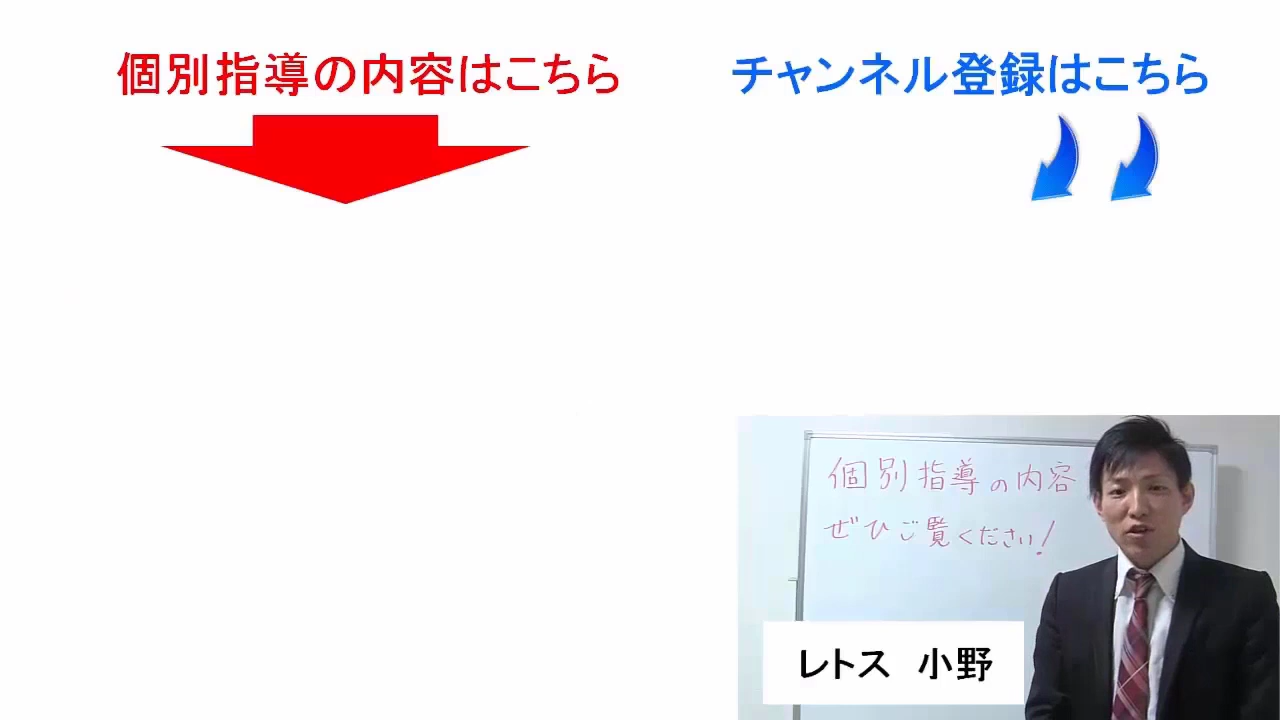 個別指導の内容はこちら
チャンネル登録はこちら
個別指導の内容
ぜひご覧ください!
レトス 小野